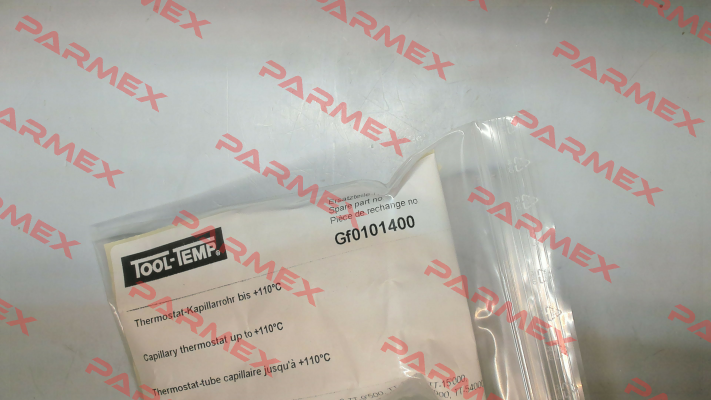 Ersatzteile
Spare part no
Pièce de rechange no
Gf0101400
TOOL-TEMP®
Thermostat-Kapillarrohr bis +110°C
Capillary thermostat up to +110°C
Thermostat-tube capillaire jusqu'à +110°C
PARMEX
PARMEX
PARMEX
PARMEX
PARMEX
PARMEX
PARMEX
PARMEX
PARMEX